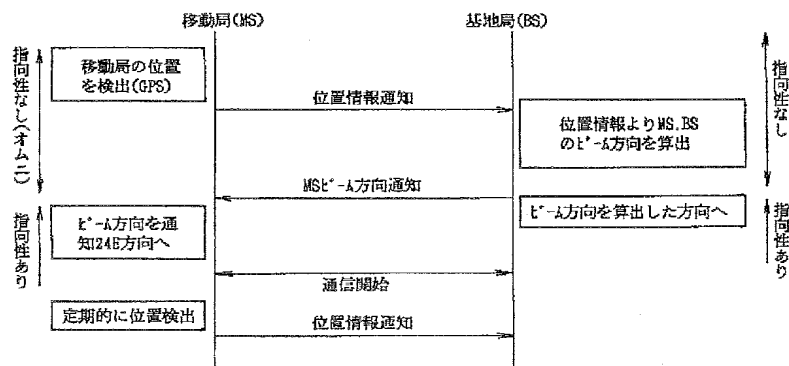 移動局(MS)
基地局(BS)
指向性なし(オムニ)
移動局の位置
を検出(GPS)
位置情報通知
指向性なし
位置情報よりMS.BS
のﾋﾞｰﾑ方向を算出
MSﾋﾞｰﾑ方向通知
ﾋﾞｰﾑ方向を算出した方向へ
指向性あり
ﾋﾞｰﾑ方向を通
方向へ
指向性あり
通信開始
定期的に位置検出
位置情報通知